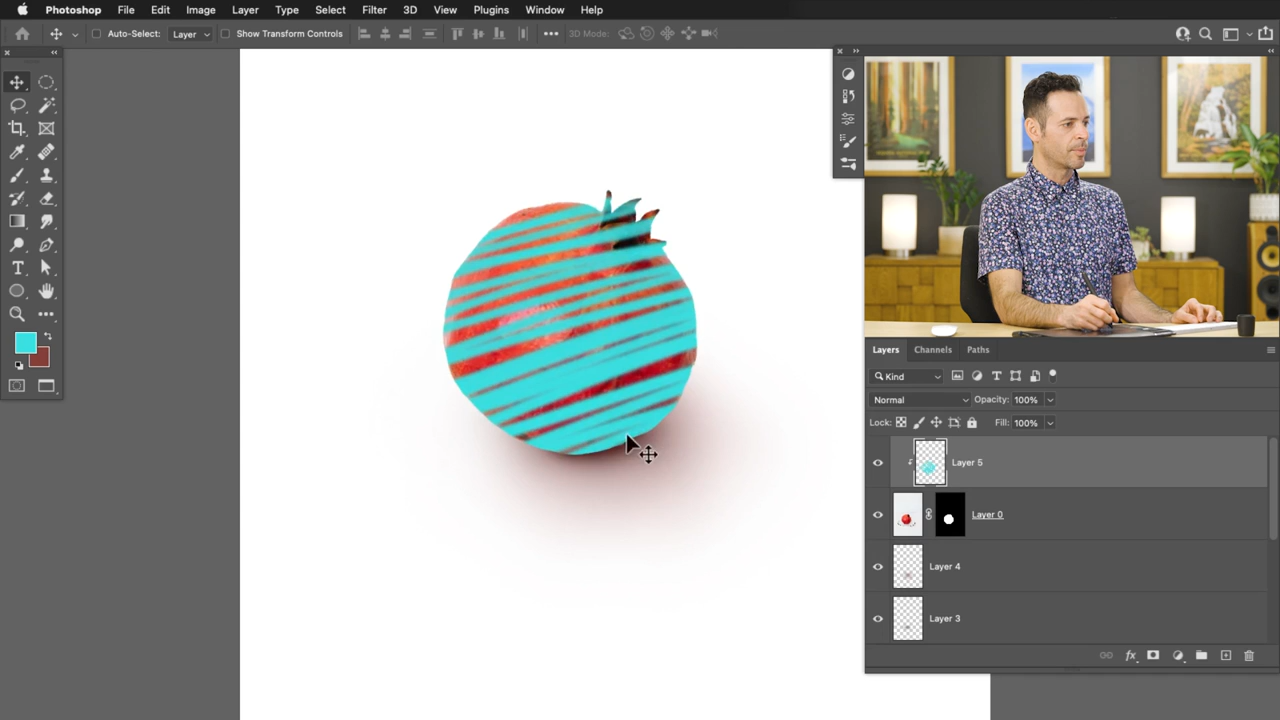 Photoshop File Edit Image Layer Type Select Filter 3D View Plugins Window Help
Auto-Select: Layer Show Transform Controls 3D Mode:
Layers Channels Paths
Kind
Normal Opacity: 100%
Lock: Fill: 100%
Layer 5
Layer 0
Layer 4
Layer 3
fx